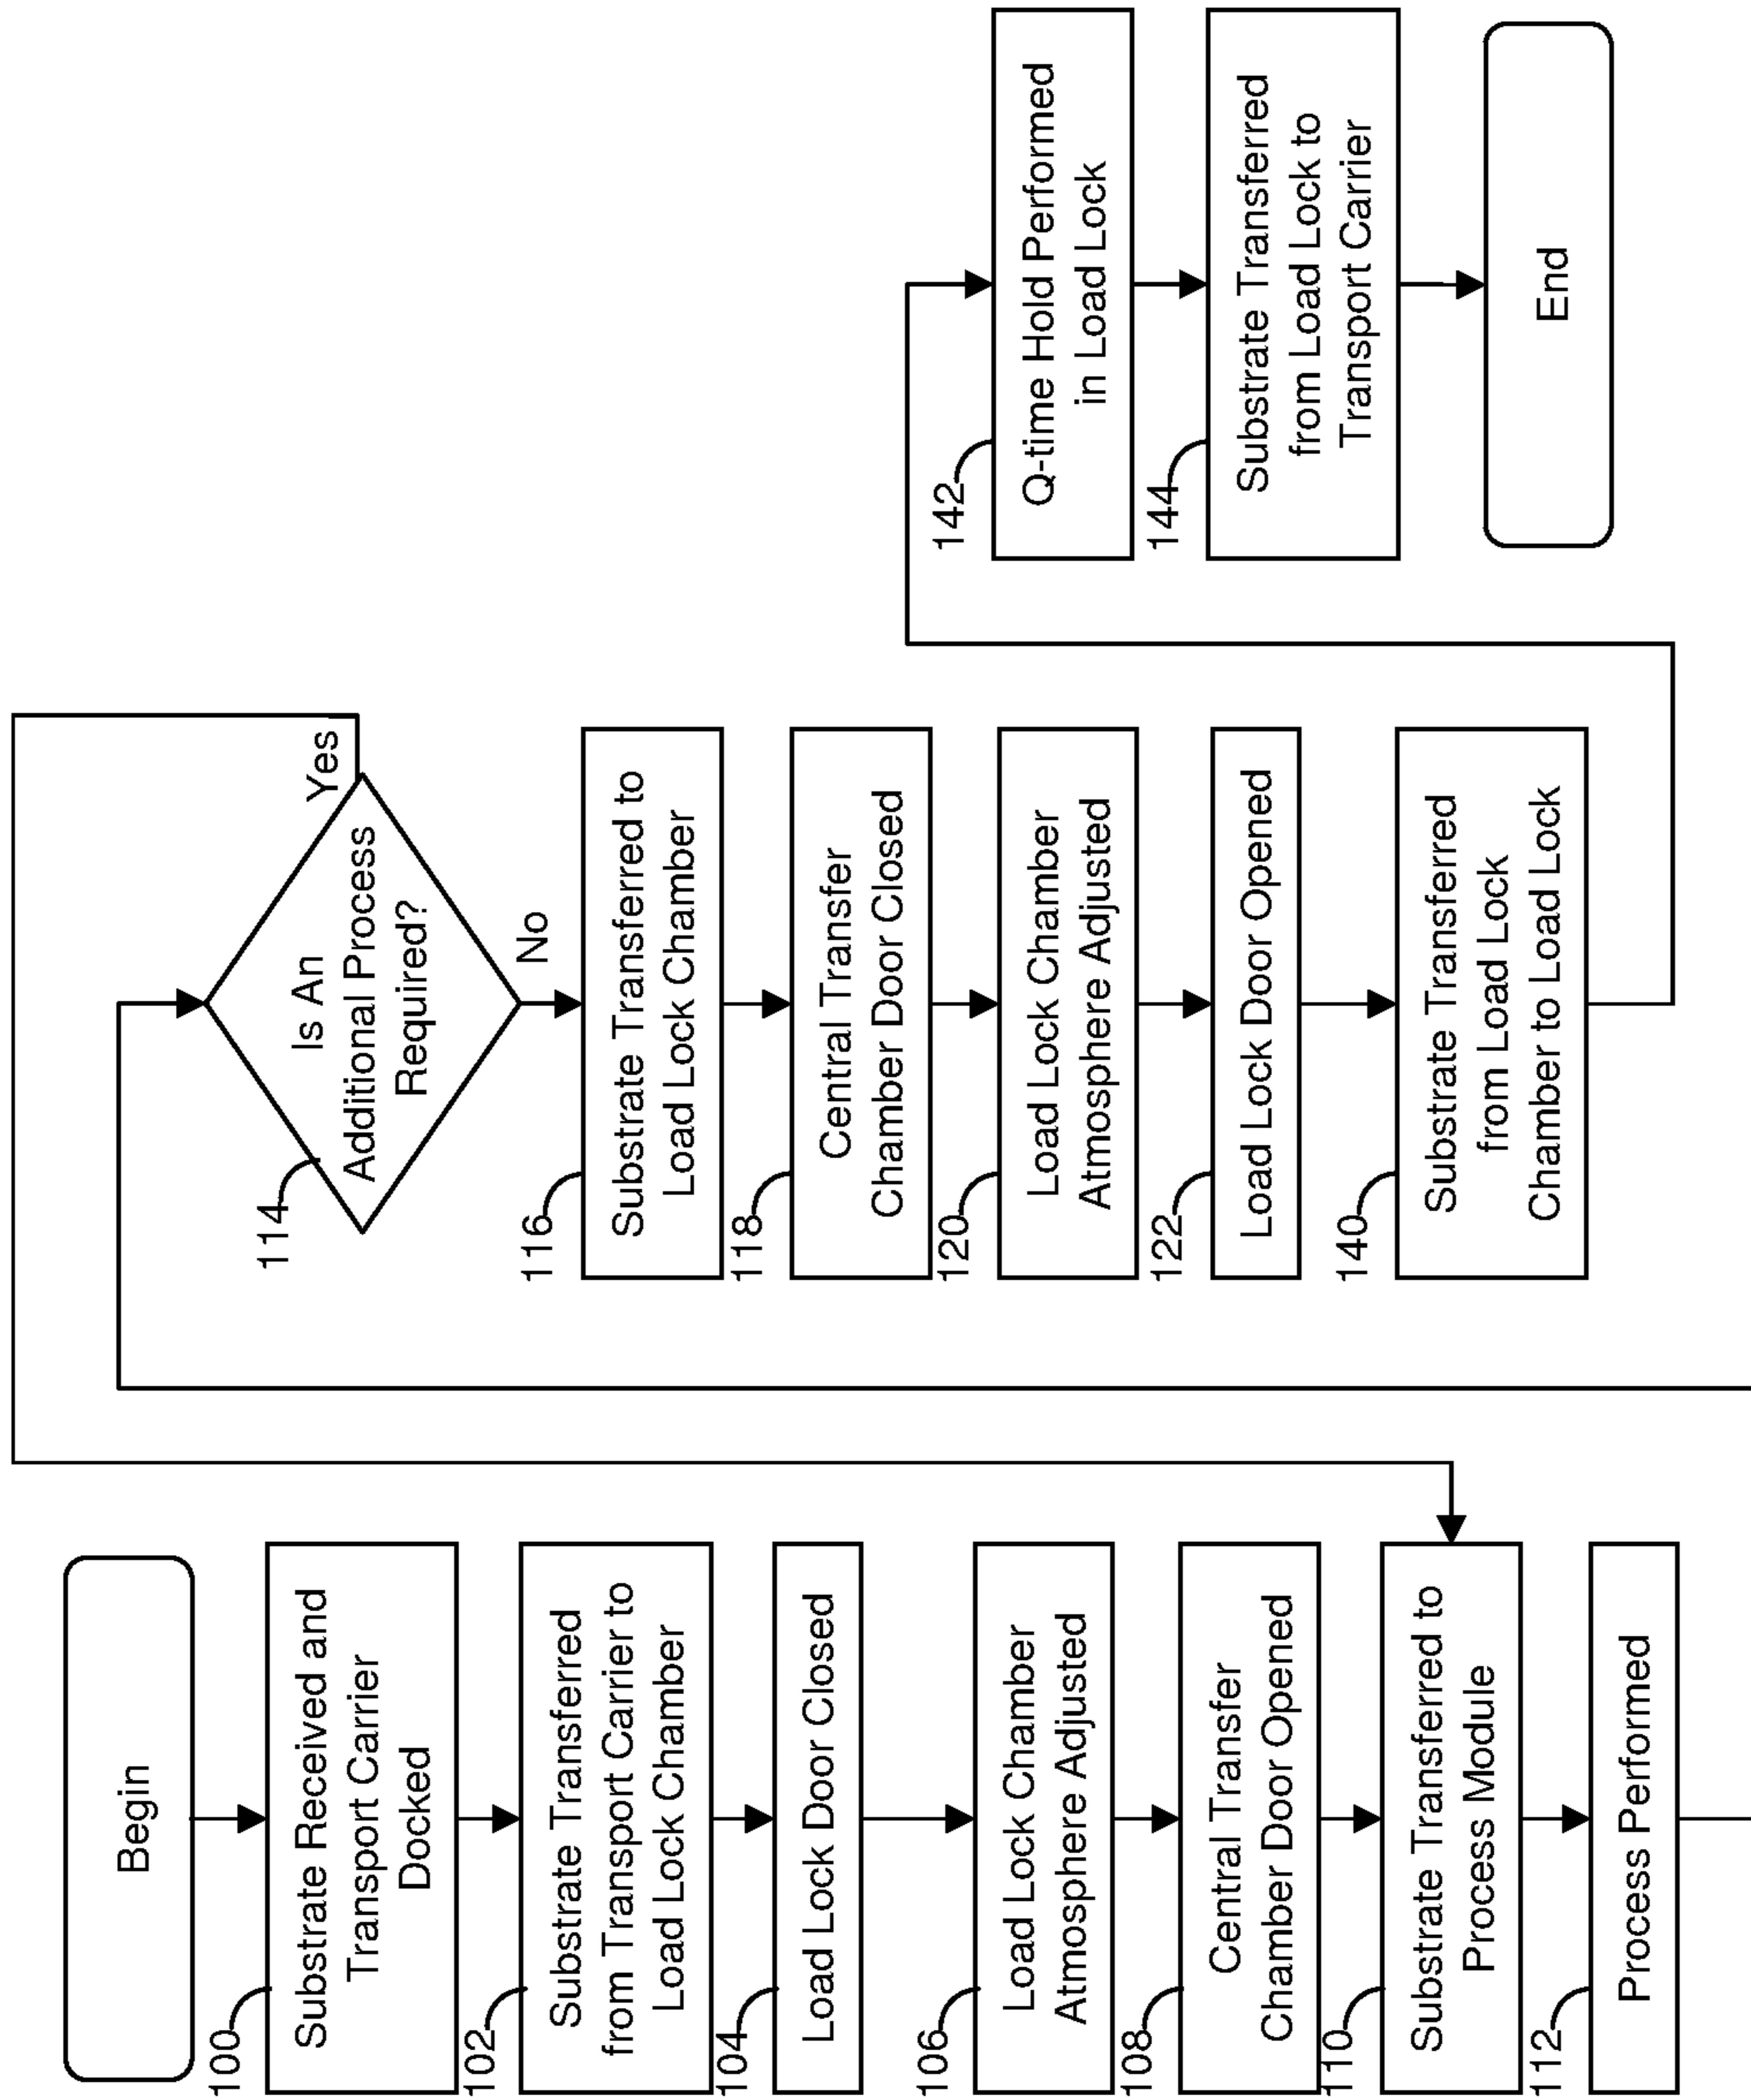 Begin
100
Substrate Received and
Transport Carrier
Docked
102
Substrate Transferred
from Transport Carrier to
Load Lock Chamber
104
Load Lock Door Closed
106
Load Lock Chamber
Atmosphere Adjusted
108
Central Transfer
Chamber Door Opened
110
Substrate Transferred to
Process Module
112
Process Performed
114
Is An
Additional Process
Required?
Yes
No
116
Substrate Transferred to
Load Lock Chamber
118
Central Transfer
Chamber Door Closed
120
Load Lock Chamber
Atmosphere Adjusted
122
Load Lock Door Opened
140
Substrate Transferred
from Load Lock
Chamber to Load Lock
142
Q-time Hold Performed
in Load Lock
144
Substrate Transferred
from Load Lock to
Transport Carrier
End